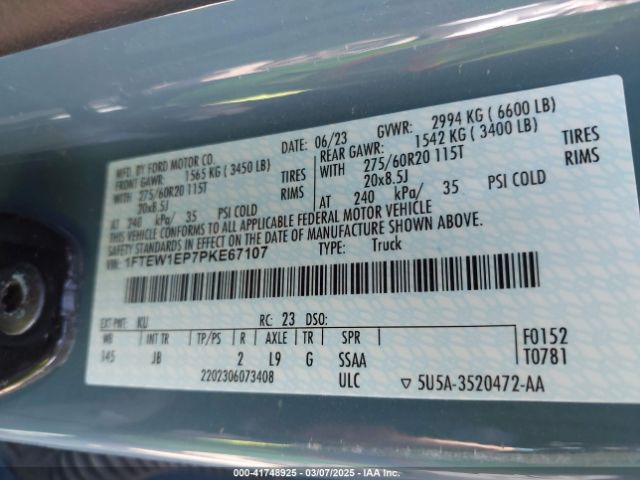 MFD. BY FORD MOTOR CO. DATE: 06/23 GVWR: 2994 KG ( 6600 LB)
FRONT GAWR: 1565 KG ( 3450 LB) REAR GAWR: 1542 KG ( 3400 LB)
WITH 275/60R20 115T TIRES WITH 275/60R20 115T TIRES
20x8.5J RIMS 20x8.5J RIMS
AT 240 kPa/ 35 PSI COLD AT 240 kPa/ 35 PSI COLD
THIS VEHICLE CONFORMS TO ALL APPLICABLE FEDERAL MOTOR VEHICLE
SAFETY STANDARDS IN EFFECT ON THE DATE OF MANUFACTURE SHOWN ABOVE.
VIN: 1FTEW1EP7PKE67107 TYPE: Truck
EXT PNT: KU RC: 23 DSO:
WB INT TR TP/PS R AXLE TR SPR F0152
145 JB 2 L9 G SSAA T0781
2202306073408 ULC ▽ 5U5A-3520472-AA
000-41748925 - 03/07/2025 - IAA Inc.